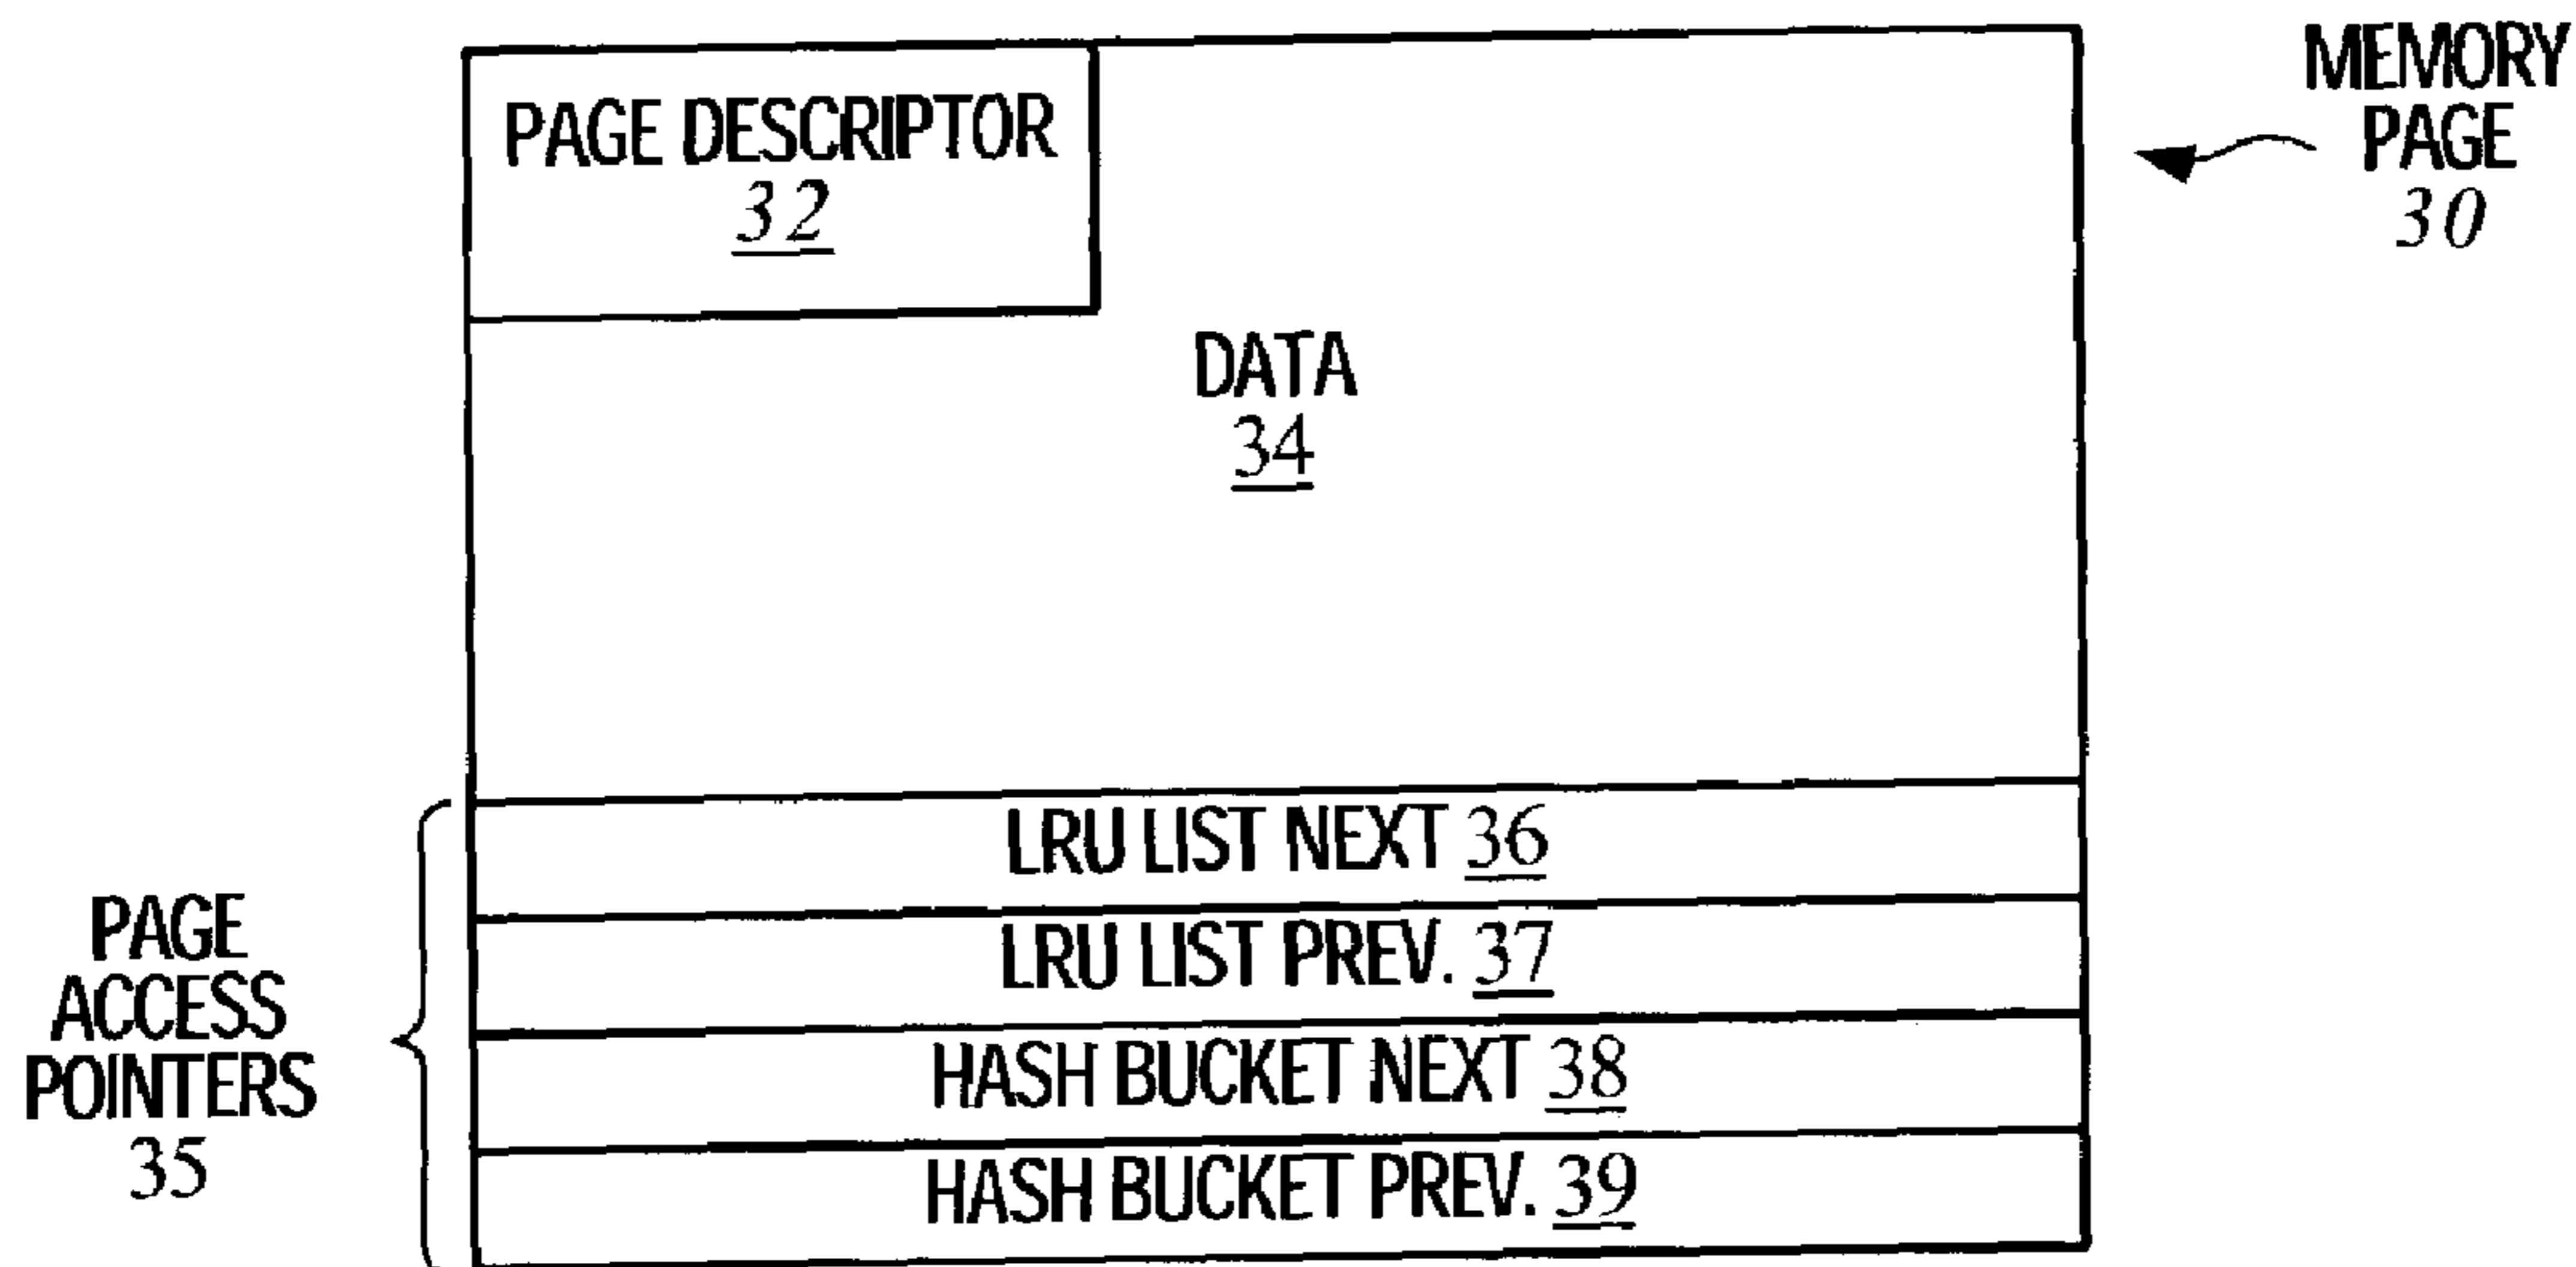 MEMORY
PAGE
30
PAGE DESCRIPTOR
32
DATA
34
PAGE
ACCESS
POINTERS
35
LRU LIST NEXT 36
LRU LIST PREV. 37
HASH BUCKET NEXT 38
HASH BUCKET PREV. 39